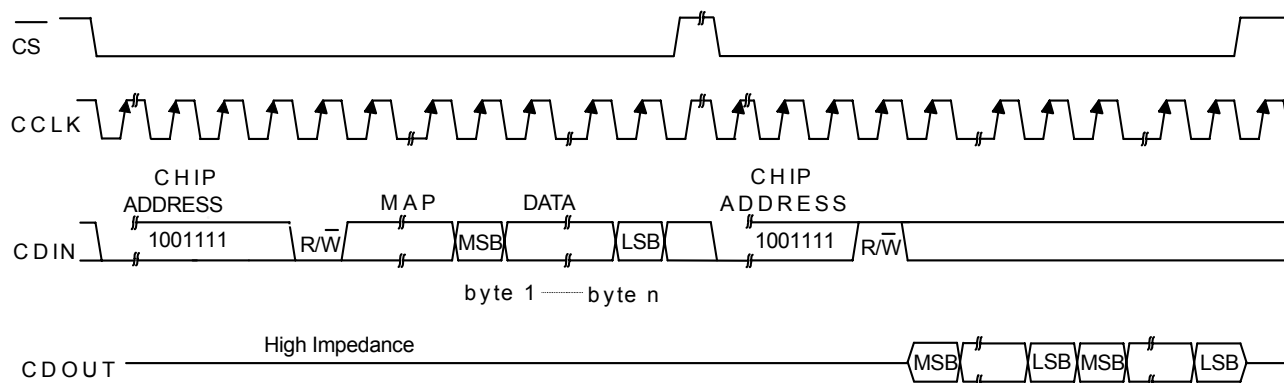 CS
CCLK
CHIP
ADDRESS
MAP
DATA
CHIP
ADDRESS
CDIN
1001111
R/W
MSB
LSB
1001111
R/W
byte 1
byte n
High Impedance
CDOUT
MSB
LSB
MSB
LSB